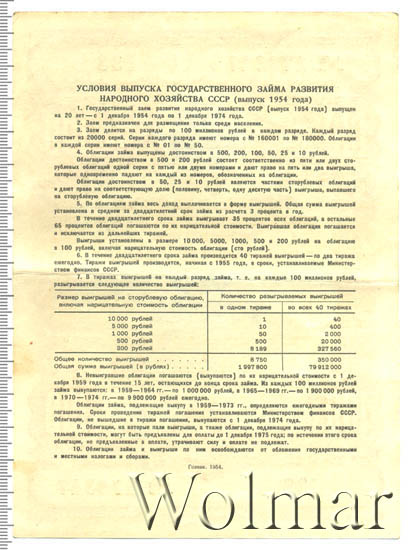 УСЛОВИЯ ВЫПУСКА ГОСУДАРСТВЕННОГО ЗАЙМА РАЗВИТИЯ
НАРОДНОГО ХОЗЯЙСТВА СССР (выпуск 1954 года)
1. Государственный заем развития народного хозяйства СССР (выпуск 1954 года) выпущен
на 20 лет — с 1 декабря 1954 года по 1 декабря 1974 года.
2. Заем предназначен для размещения только среди населения.
3. Заем делится на разряды по 100 миллионов рублей в каждом разряде. Каждый разряд
состоит из 20000 серий. Серии каждого разряда имеют номера с № 160001 по № 180000. Облигации
в каждой серии имеют номера с № 01 по № 50.
4. Облигации займа выпущены достоинством в 500, 200, 100, 50, 25 и 10 рублей.
Облигации достоинством в 500 и 200 рублей состоят соответственно из пяти или двух сто-
рублевых облигаций одной серии с пятью или двумя номерами и дают право на пять или два выигрыша,
которые одновременно падают на каждый из номеров, обозначенных на облигации.
Облигации достоинством в 50, 25 и 10 рублей являются частями сторублевых облигаций
и дают право на соответствующую долю (половину, четверть, одну десятую часть) выигрыша, выпавшего
на сторублевую облигацию.
5. По облигациям займа весь доход выплачивается в форме выигрышей. Общая сумма выигрышей
установлена в среднем за двадцатилетний срок займа из расчета 3 процента в год.
В течение двадцатилетнего срока займа выигрывает 35 процентов всех облигаций, а остальные
65 процентов облигаций погашаются по их нарицательной стоимости. Выигравшая облигация погашается
и исключается из дальнейших тиражей.
Выигрыши установлены в размере 10 000, 5000, 1000, 500 и 200 рублей на облигацию
в 100 рублей, включая нарицательную стоимость облигации (сто рублей).
6. В течение двадцатилетнего срока займа производится 40 тиражей выигрышей — по два тиража
ежегодно. Тиражи выигрышей производятся, начиная с 1955 года, в сроки, устанавливаемые Министер-
ством финансов СССР.
7. В тиражах выигрышей на каждый разряд займа, т. е. на каждые 100 миллионов рублей,
разыгрывается следующее количество выигрышей:
Размер выигрышей на сторублевую облигацию, включая нарицательную стоимость облигации
Количество разыгрываемых выигрышей
в одном тираже во всех 40 тиражах
10 000 рублей 1 40
5 000 рублей 10 400
1 000 рублей 50 2 000
500 рублей 500 20 000
200 рублей 8 189 327 560
Общее количество выигрышей . . . . 8 750 350 000
Общая сумма выигрышей (в рублях) . . . 1 997 800 79 912 000
8. Невыигравшие облигации погашаются (выкупаются) по их нарицательной стоимости с 1 де-
кабря 1959 года в течение 15 лет, остающихся до конца срока займа. На каждые 100 миллионов рублей
займа выкупается: в 1959—1964 гг.— по 1 000 000 рублей, в 1965—1969 гг.— по 1 900 000 рублей,
в 1970—1974 гг.— по 9 900 000 рублей ежегодно.
Облигации займа, подлежащие выкупу в 1959—1973 гг., определяются ежегодными тиражами
погашения. Сроки проведения тиражей погашения устанавливаются Министерством финансов СССР.
Облигации, не вышедшие в тиражи погашения, выкупаются с 1 декабря 1974 года.
9. Облигации, на которые пали выигрыши, а также облигации, подлежащие выкупу по их нарица-
тельной стоимости, могут быть предъявлены для оплаты до 1 декабря 1975 года; по истечении этого срока
облигации, не предъявленные к оплате, утрачивают силу и оплате не подлежат.
10. Облигации займа и выигрыши по ним освобождаются от обложения государственными
и местными налогами и сборами.
Гознак. 1954.
Wolmar